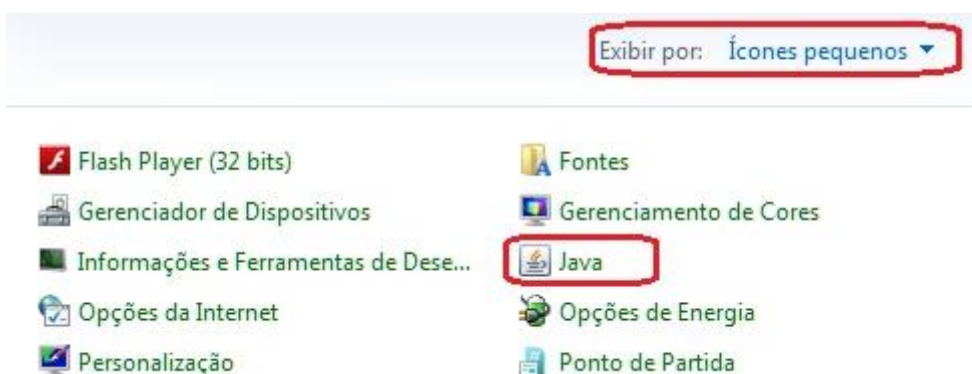 Exibir por: Ícones pequenos
Flash Player (32 bits)
Fontes
Gerenciador de Dispositivos
Gerenciamento de Cores
Informações e Ferramentas de Dese...
Java
Opções da Internet
Opções de Energia
Personalização
Ponto de Partida